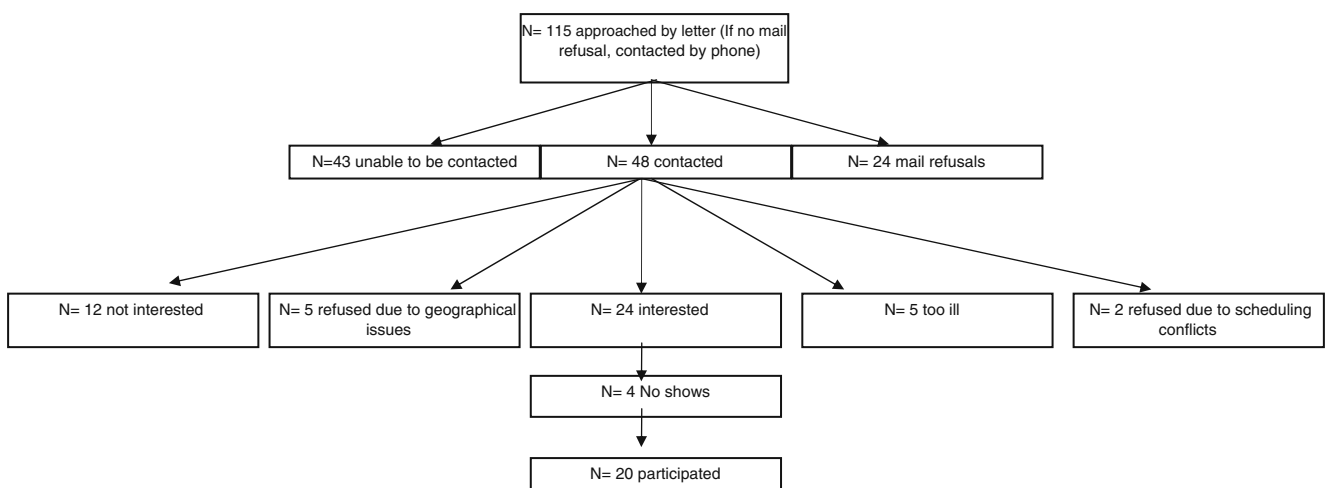 N= 115 approached by letter (If no mail
refusal, contacted by phone)
N=43 unable to be contacted
N= 48 contacted
N= 24 mail refusals
N= 12 not interested
N= 5 refused due to geographical
issues
N= 24 interested
N= 5 too ill
N= 2 refused due to scheduling
conflicts
N= 4 No shows
N= 20 participated